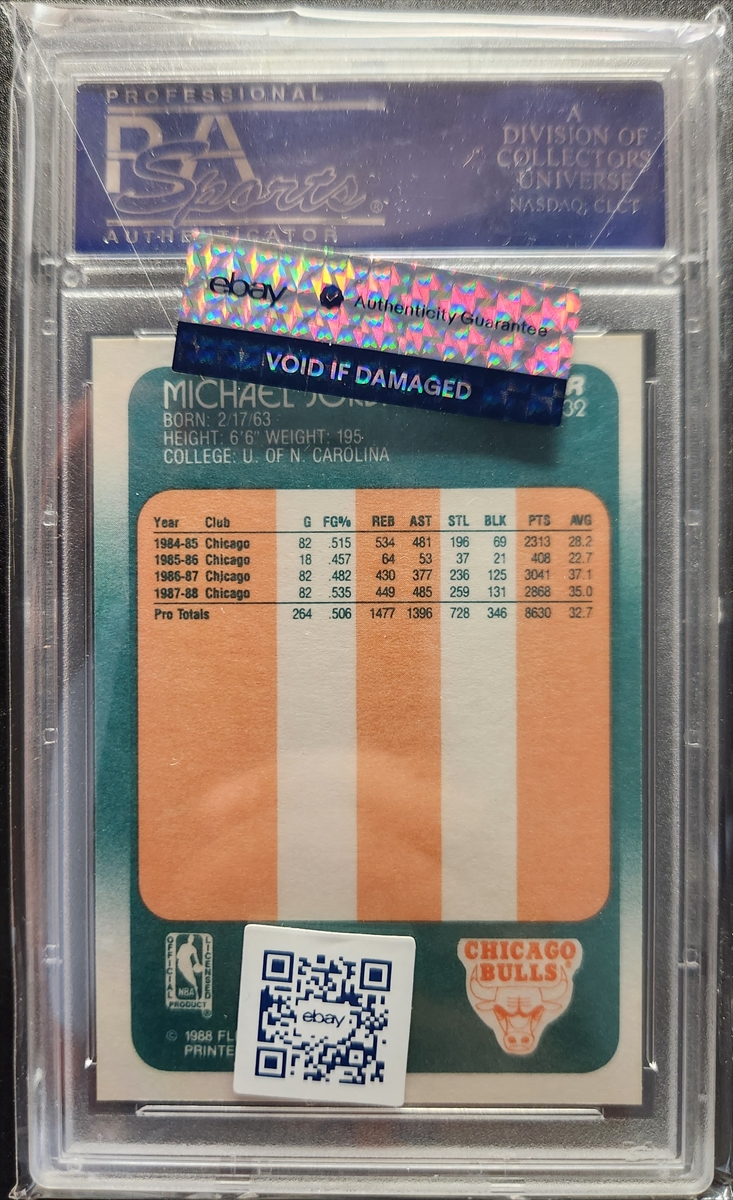 PROFESSIONAL
PSA
Sports®
AUTHENTICATOR
A
DIVISION OF
COLLECTORS
UNIVERSE
NASDAQ, CLCT
ebay Authenticity Guarantee
VOID IF DAMAGED
MICHAEL
32
BORN: 2/17/63
HEIGHT: 6'6" WEIGHT: 195
COLLEGE: U. OF N. CAROLINA
Year Club G FG% REB AST STL BLK PTS AVG
1984-85 Chicago 82 .515 534 481 196 69 2313 28.2
1985-86 Chicago 18 .457 64 53 37 21 408 22.7
1986-87 Chicago 82 .482 430 377 236 125 3041 37.1
1987-88 Chicago 82 .535 449 485 259 131 2868 35.0
Pro Totals 264 .506 1477 1396 728 346 8630 32.7
OFFICIAL LICENSED
NBA
PRODUCT ®
ebay
CHICAGO
BULLS
© 1988 FL
PRINTE